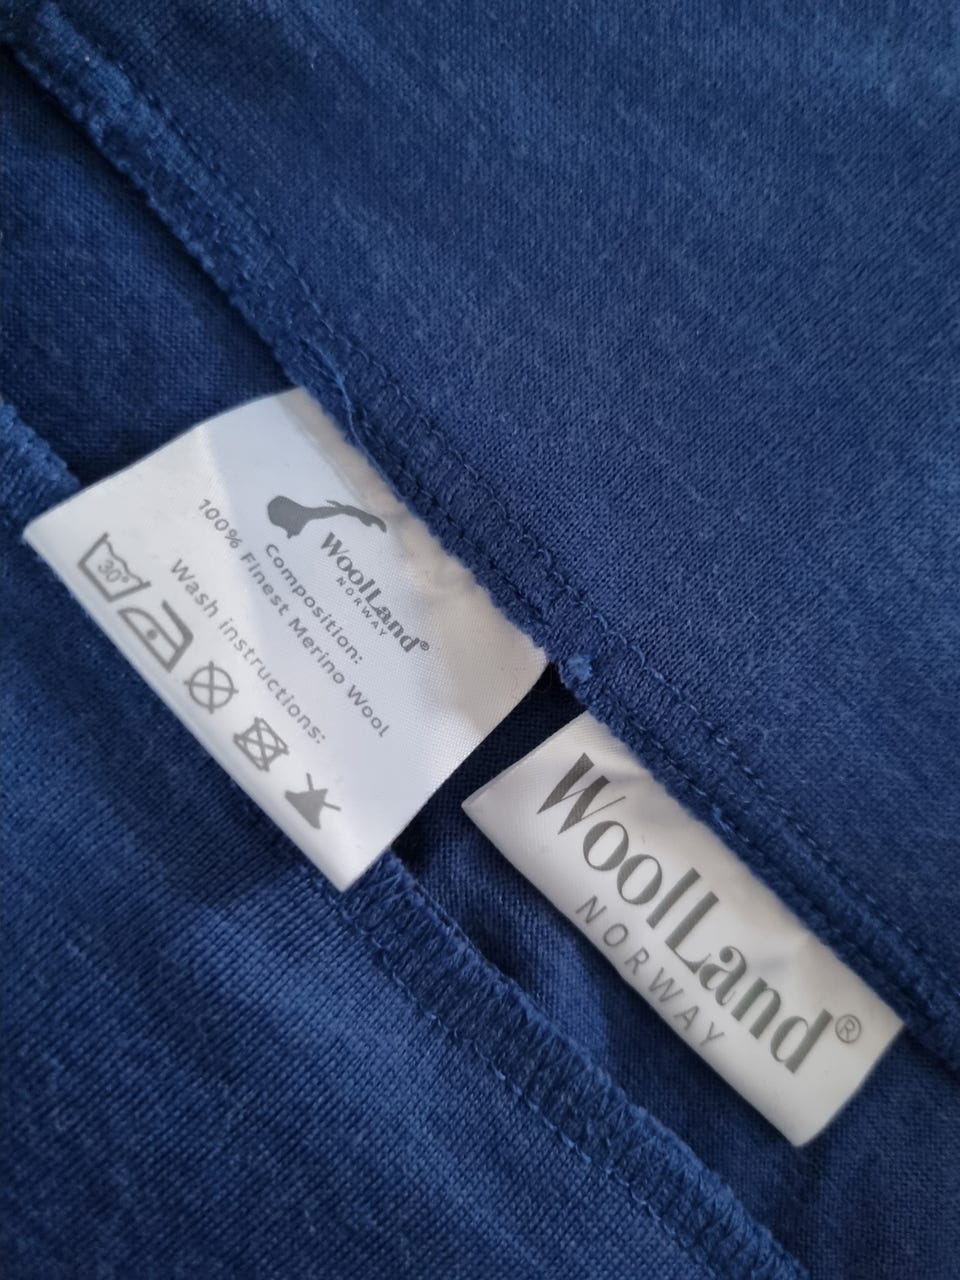 WoolLand®
NORWAY
Composition:
100% Finest Merino Wool
Wash instructions:
30°
WoolLand®
NORWAY